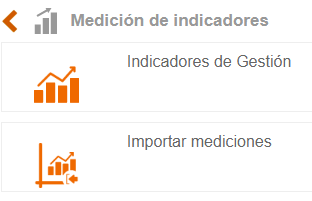 Medición de indicadores
Indicadores de Gestión
Importar mediciones